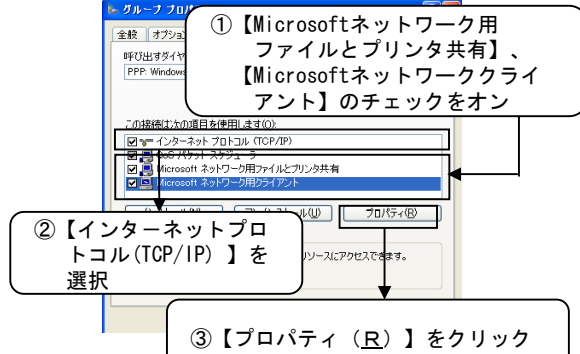 グループ プロパ
①【Microsoftネットワーク用
ファイルとプリンタ共有】、
【Microsoftネットワーククライ
アント】のチェックをオン
全般 オプション
呼び出すダイヤ
PPP: Windows
この接続は次の項目を使用します(O):
インターネット プロトコル (TCP/IP)
QoS パケット スケジューラ
Microsoft ネットワーク用ファイルとプリンタ共有
Microsoft ネットワーク用クライアント
プロパティ(R)
②【インターネットプロ
トコル(TCP/IP) 】を
選択
リソースにアクセスできます。
③【プロパティ（R）】をクリック